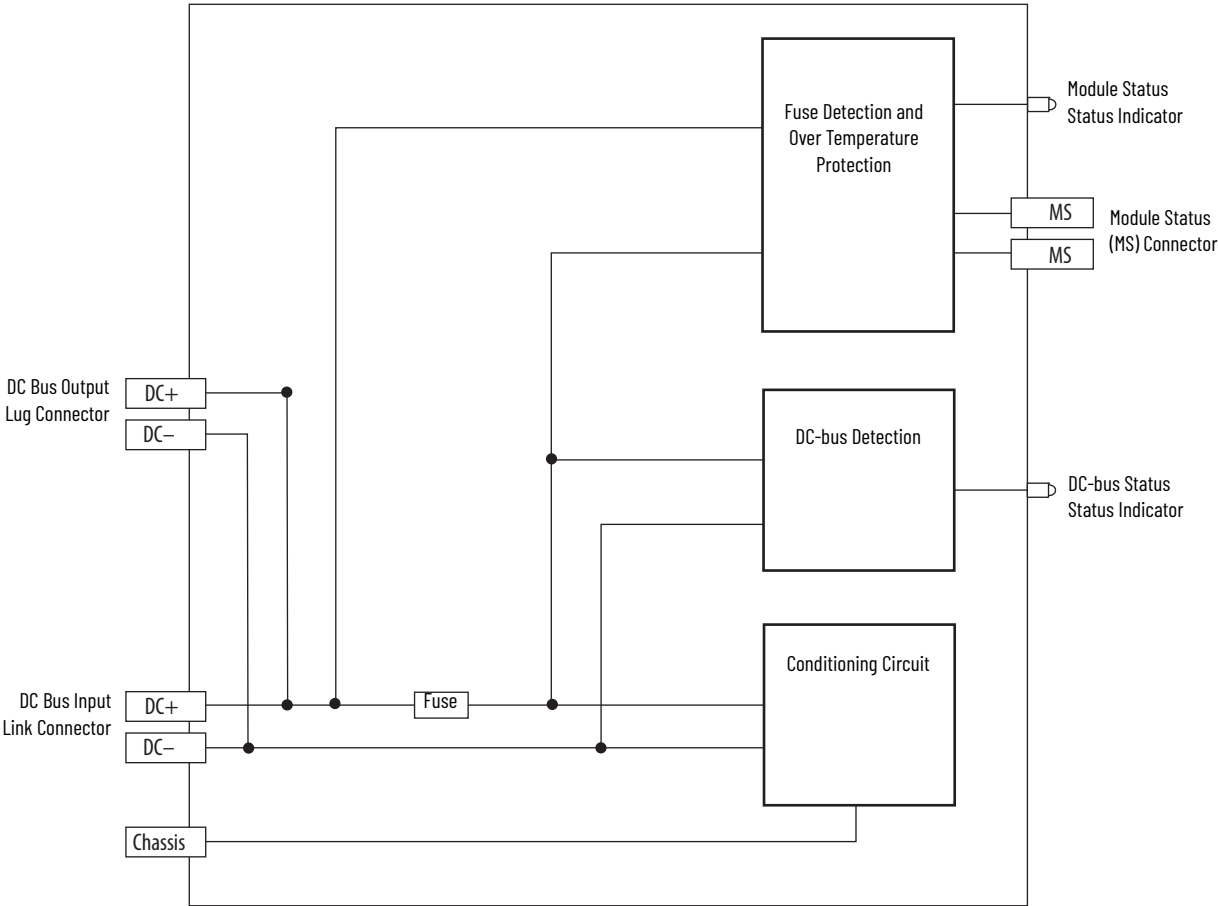 Module Status
Status Indicator
Fuse Detection and
Over Temperature
Protection
MS
MS
Module Status
(MS) Connector
DC Bus Output
Lug Connector
DC+
DC–
DC-bus Detection
DC-bus Status
Status Indicator
Conditioning Circuit
DC Bus Input
Link Connector
DC+
DC–
Fuse
Chassis